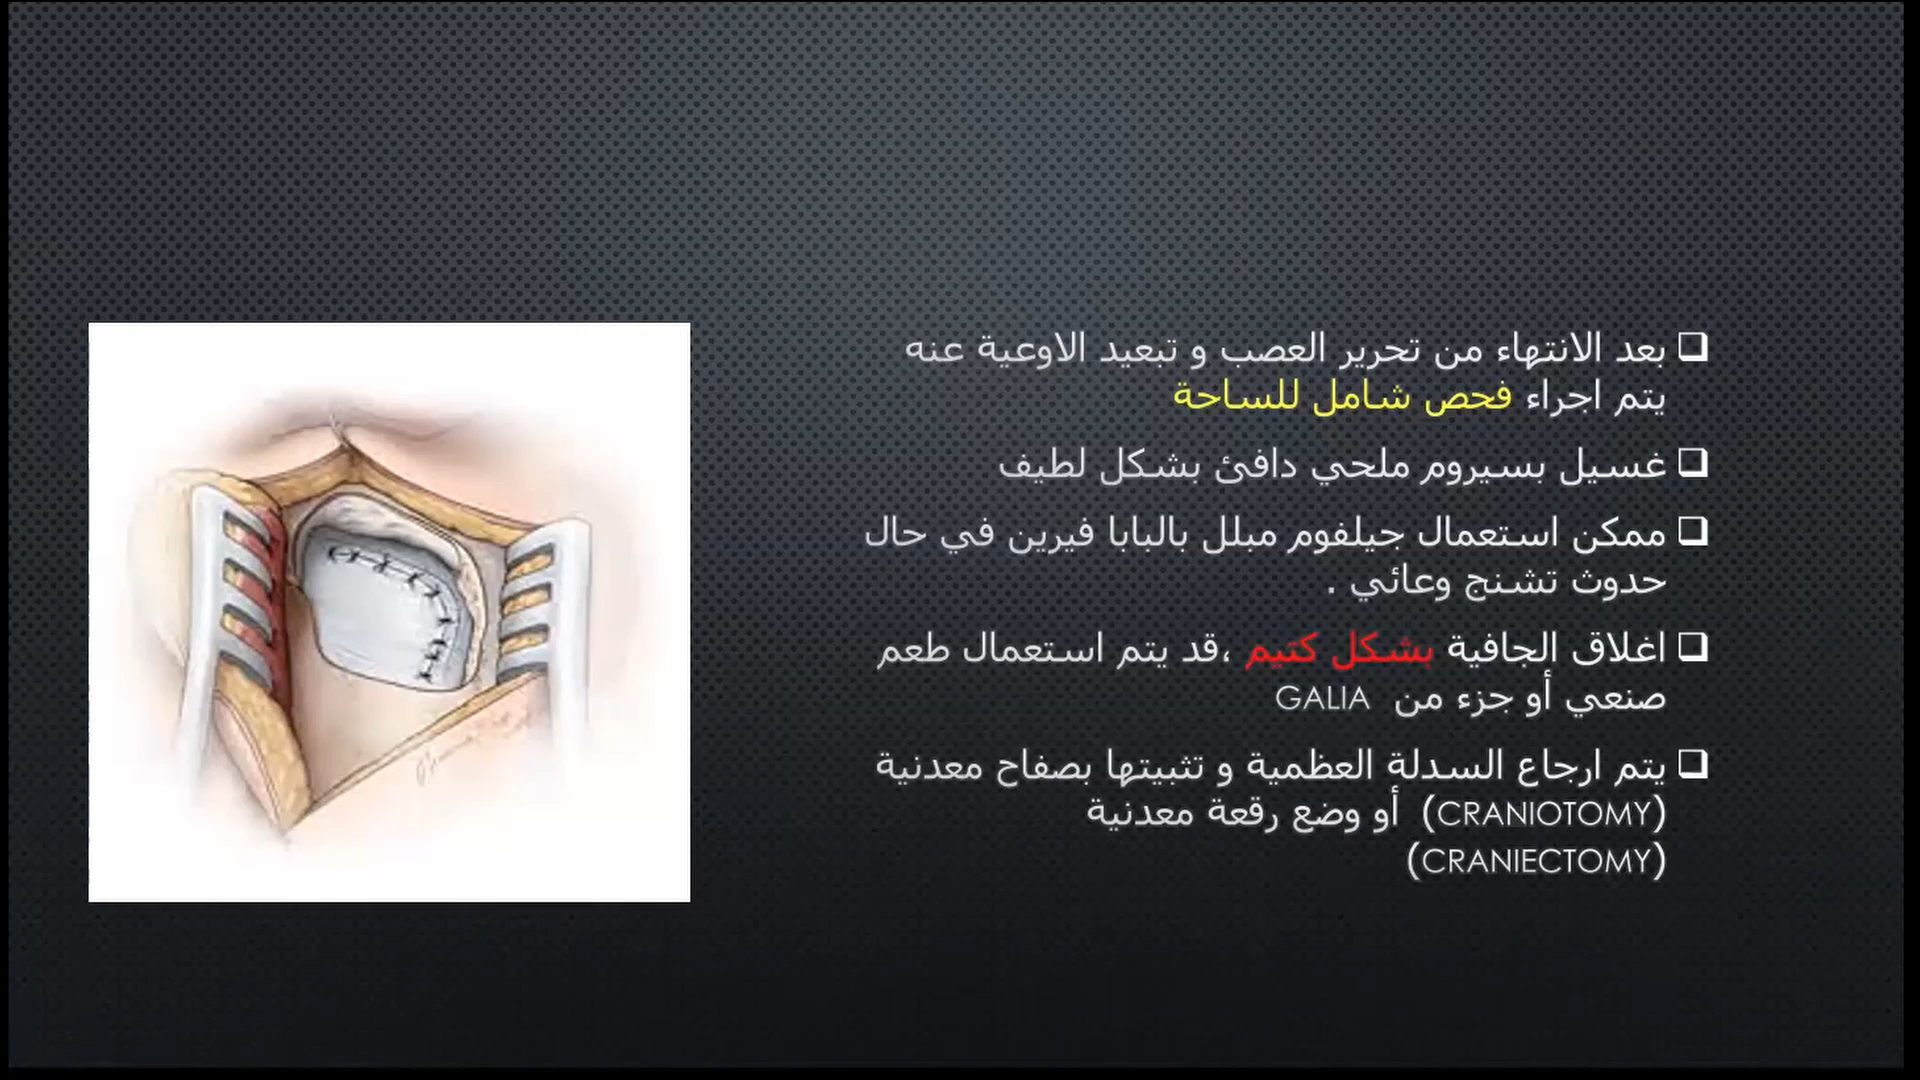 بعد الانتهاء من تحرير العصب و تبعيد الاوعية عنه
يتم اجراء فحص شامل للساحة
غسيل بسيروم ملحي دافئ بشكل لطيف
ممكن استعمال جيلفوم مبلل بالبابا فيرين في حال
حدوث تشنج وعائي .
اغلاق الجافية بشكل كتيم ،قد يتم استعمال طعم
صنعي أو جزء من GALIA
يتم ارجاع السدلة العظمية و تثبيتها بصفاح معدنية
(CRANIOTOMY) أو وضع رقعة معدنية
(CRANIECTOMY)